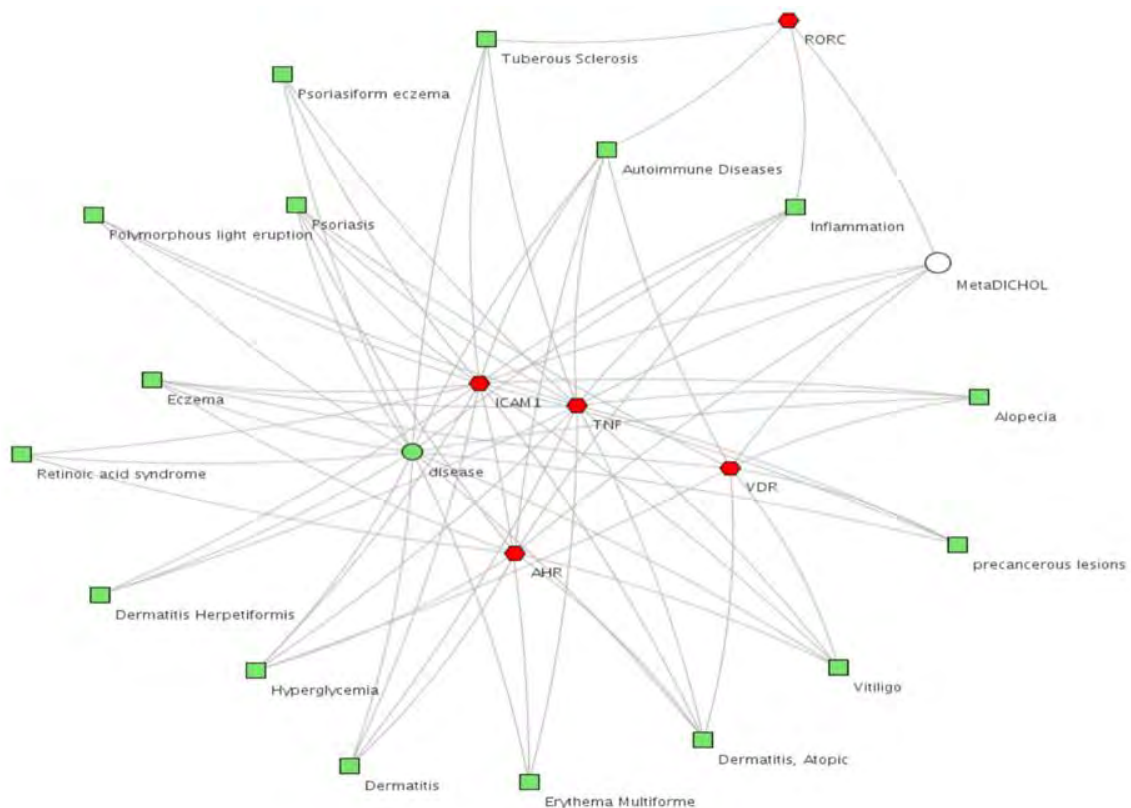 RORC
Tuberous Sclerosis
Psoriasiform eczema
Autoimmune Diseases
Psoriasis
Inflammation
Polymorphous light eruption
MetaDICHOL
Eczema
ICAM1
TNF
Alopecia
Retinoic acid syndrome
disease
VDR
precancerous lesions
AHR
Dermatitis Herpetiformis
Hyperglycemia
Vitiligo
Dermatitis, Atopic
Dermatitis
Erythema Multiforme